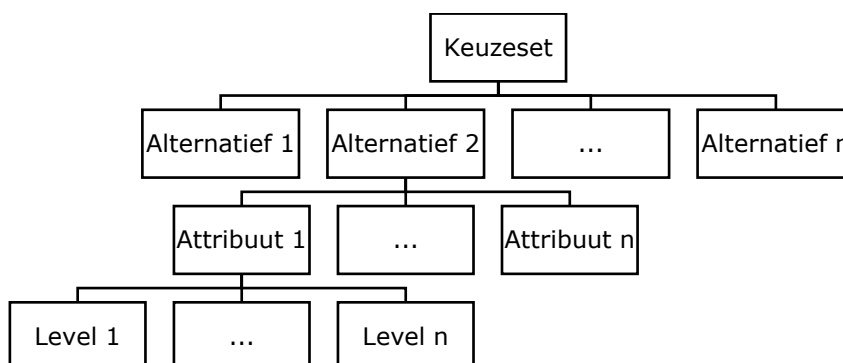 Keuzeset
Alternatief 1
Alternatief 2
...
Alternatief n
Attribuut 1
...
Attribuut n
Level 1
...
Level n